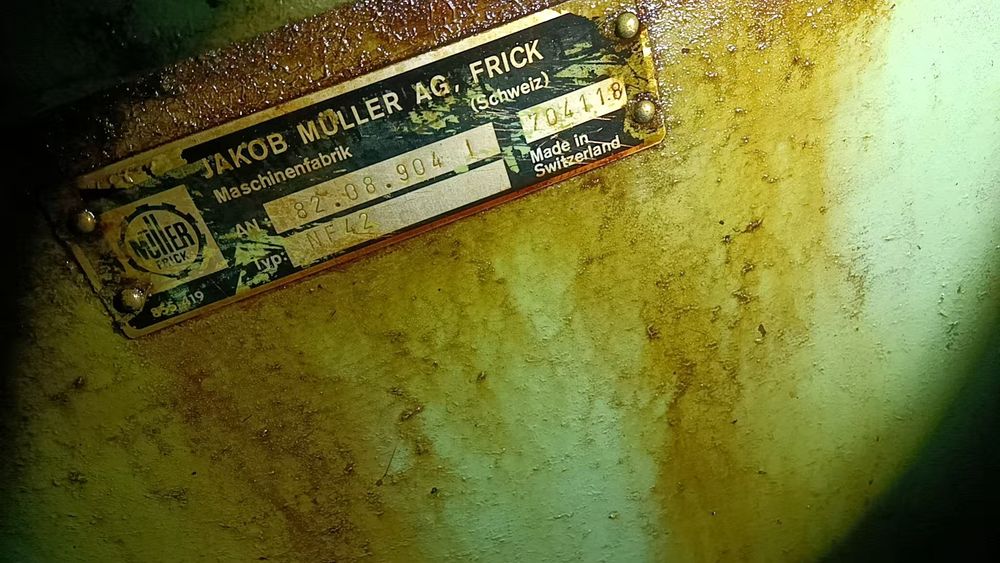 JAKOB MÜLLER AG, FRICK
Maschinenfabrik (Schweiz)
AN: 82.08.904 L 704118
Typ: NF42
Made in
Switzerland
MÜLLER
FRICK